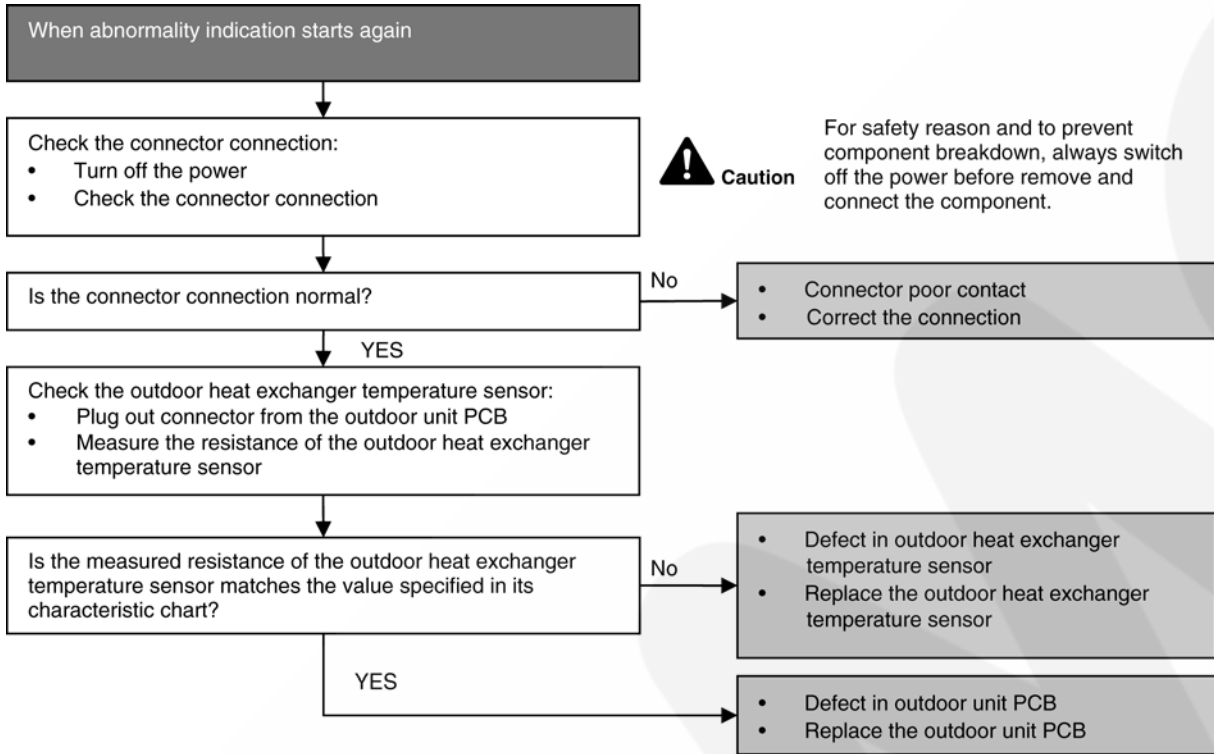 When abnormality indication starts again
Check the connector connection:
• Turn off the power
• Check the connector connection
Caution
For safety reason and to prevent
component breakdown, always switch
off the power before remove and
connect the component.
Is the connector connection normal?
No
• Connector poor contact
• Correct the connection
YES
Check the outdoor heat exchanger temperature sensor:
• Plug out connector from the outdoor unit PCB
• Measure the resistance of the outdoor heat exchanger
temperature sensor
Is the measured resistance of the outdoor heat exchanger
temperature sensor matches the value specified in its
characteristic chart?
No
• Defect in outdoor heat exchanger
temperature sensor
• Replace the outdoor heat exchanger
temperature sensor
YES
• Defect in outdoor unit PCB
• Replace the outdoor unit PCB